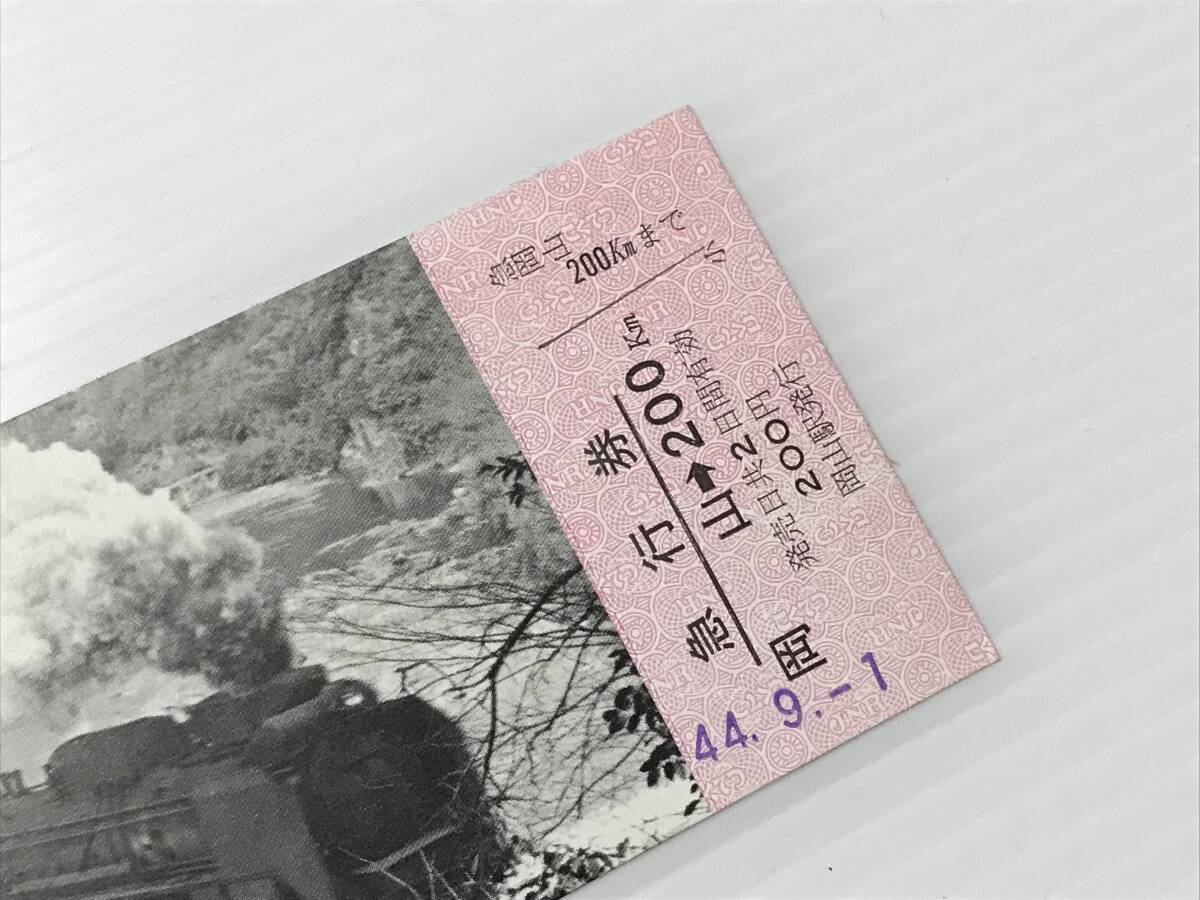 急行券
岡山➡200Km
発売日共2日間有効
200円
岡山駅発行
44.9.-1
急岡山
200Kmまで
小